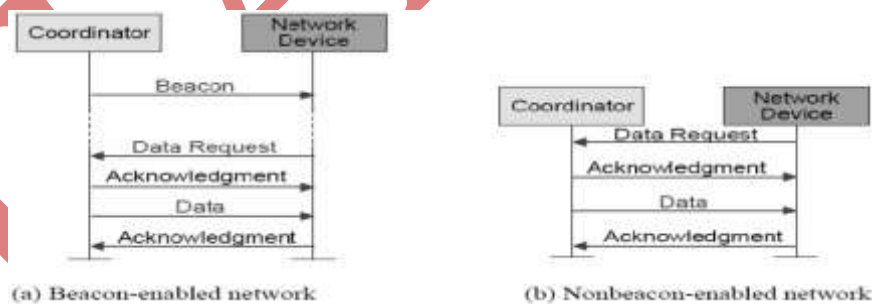 Coordinator
Network
Device
Beacon
Data Request
Acknowledgment
Data
Acknowledgment
(a) Beacon-enabled network
Coordinator
Network
Device
Data Request
Acknowledgment
Data
Acknowledgment
(b) Nonbeacon-enabled network